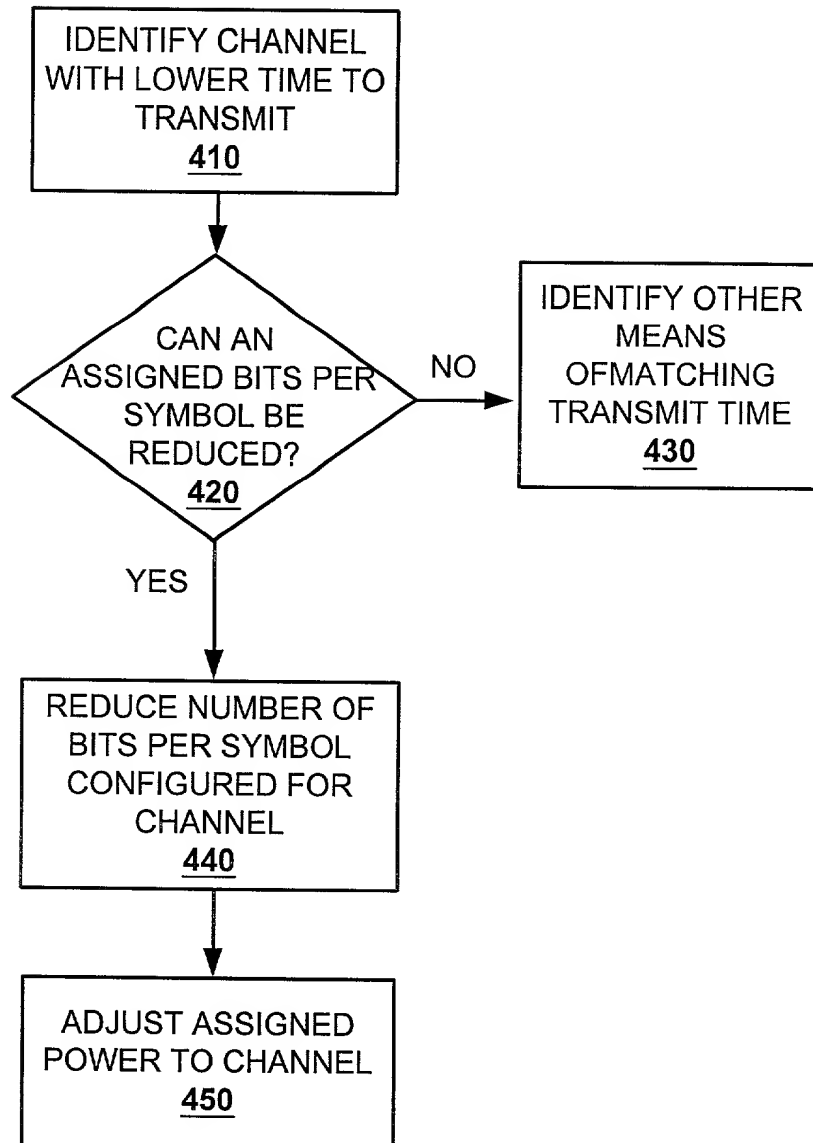 IDENTIFY CHANNEL
WITH LOWER TIME TO
TRANSMIT
410
CAN AN
ASSIGNED BITS PER
SYMBOL BE
REDUCED?
420
NO
IDENTIFY OTHER
MEANS
OFMATCHING
TRANSMIT TIME
430
YES
REDUCE NUMBER OF
BITS PER SYMBOL
CONFIGURED FOR
CHANNEL
440
ADJUST ASSIGNED
POWER TO CHANNEL
450